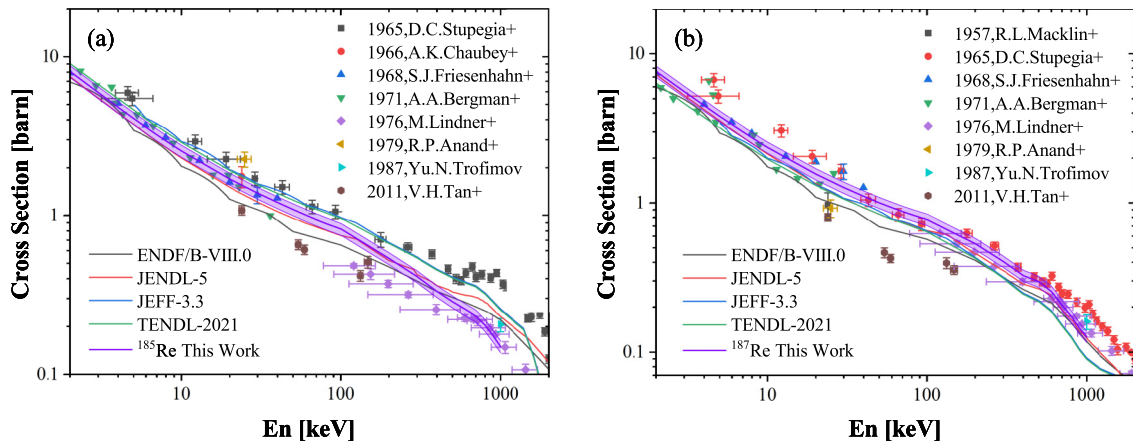 (a)
1965,D.C.Stupegia+
1966,A.K.Chaubey+
1968,S.J.Friesenhahn+
1971,A.A.Bergman+
1976,M.Lindner+
1979,R.P.Anand+
1987,Yu.N.Trofimov
2011,V.H.Tan+
ENDF/B-VIII.0
JENDL-5
JEFF-3.3
TENDL-2021
¹⁸⁵Re This Work
10
1
0.1
Cross Section [barn]
10 100 1000
En [keV]
(b)
1957,R.L.Macklin+
1965,D.C.Stupegia+
1968,S.J.Friesenhahn+
1971,A.A.Bergman+
1976,M.Lindner+
1979,R.P.Anand+
1987,Yu.N.Trofimov
2011,V.H.Tan+
ENDF/B-VIII.0
JENDL-5
JEFF-3.3
TENDL-2021
¹⁸⁷Re This Work
10
1
0.1
Cross Section [barn]
10 100 1000
En [keV]